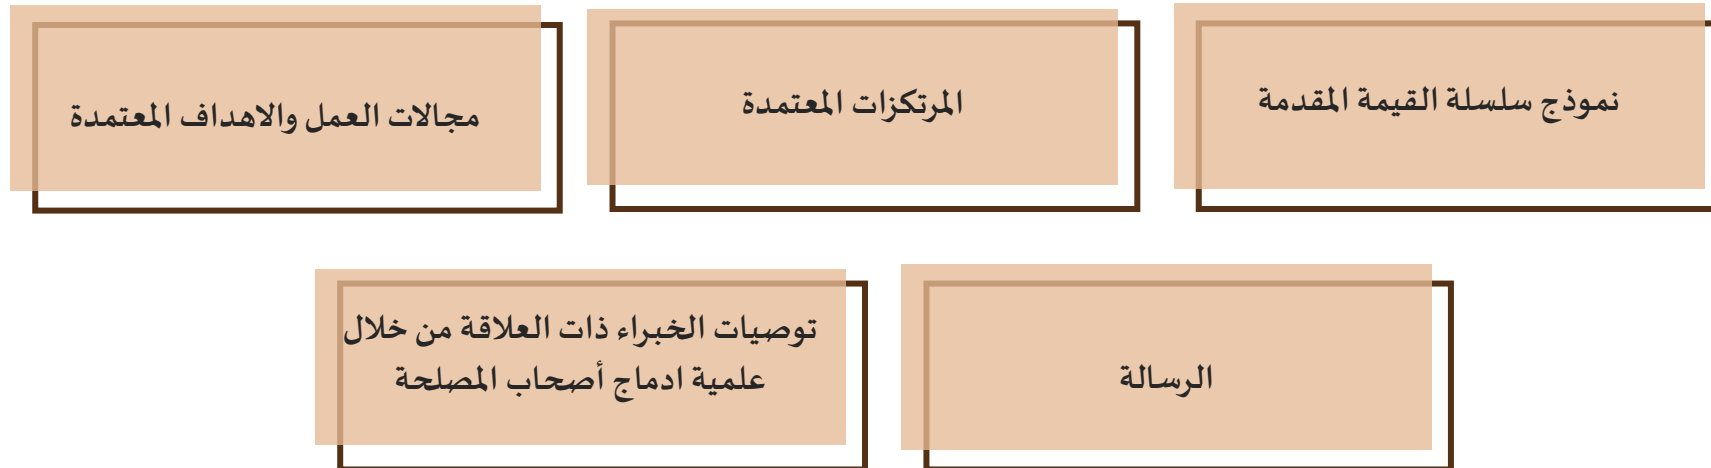 نموذج سلسلة القيمة المقدمة
المرتكزات المعتمدة
مجالات العمل والاهداف المعتمدة
الرسالة
توصيات الخبراء ذات العلاقة من خلال
علمية ادماج أصحاب المصلحة